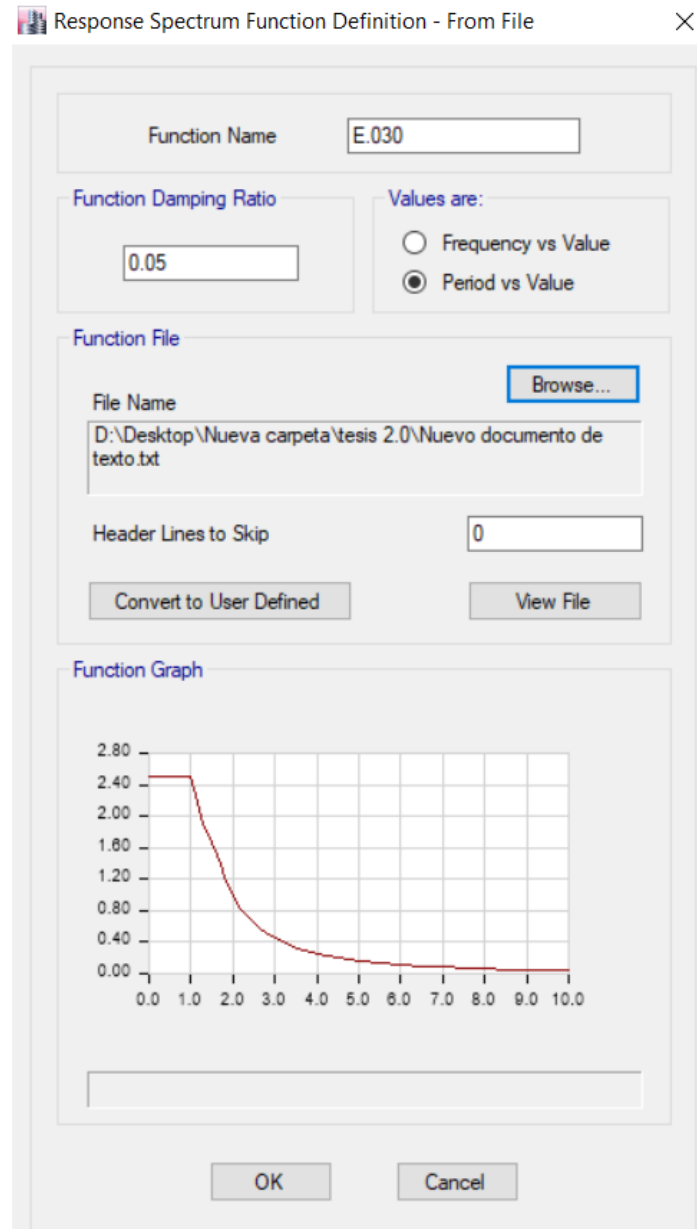 Response Spectrum Function Definition - From File
Function Name
E.030
Function Damping Ratio
0.05
Values are:
Frequency vs Value
Period vs Value
Function File
Browse...
File Name
D:\Desktop\Nueva carpeta\tesis 2.0\Nuevo documento de
texto.txt
Header Lines to Skip
0
Convert to User Defined
View File
Function Graph
2.80
2.40
2.00
1.60
1.20
0.80
0.40
0.00
0.0 1.0 2.0 3.0 4.0 5.0 6.0 7.0 8.0 9.0 10.0
OK
Cancel